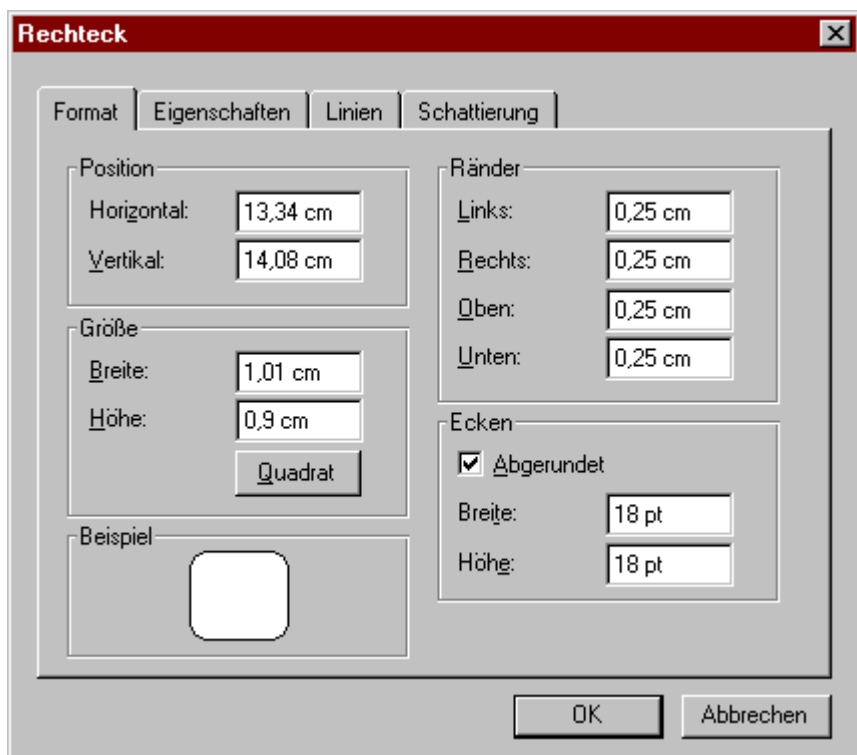 Rechteck
Format Eigenschaften Linien Schattierung
Position
Horizontal: 13,34 cm
Vertikal: 14,08 cm
Größe
Breite: 1,01 cm
Höhe: 0,9 cm
Quadrat
Beispiel
Ränder
Links: 0,25 cm
Rechts: 0,25 cm
Oben: 0,25 cm
Unten: 0,25 cm
Ecken
Abgerundet
Breite: 18 pt
Höhe: 18 pt
OK Abbrechen